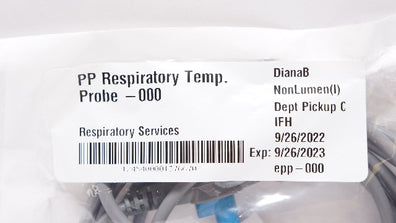 PP Respiratory Temp.
Probe -000
Respiratory Services
DianaB
NonLumen(I)
Dept Pickup C
IFH
9/26/2022
Exp: 9/26/2023
epp-000